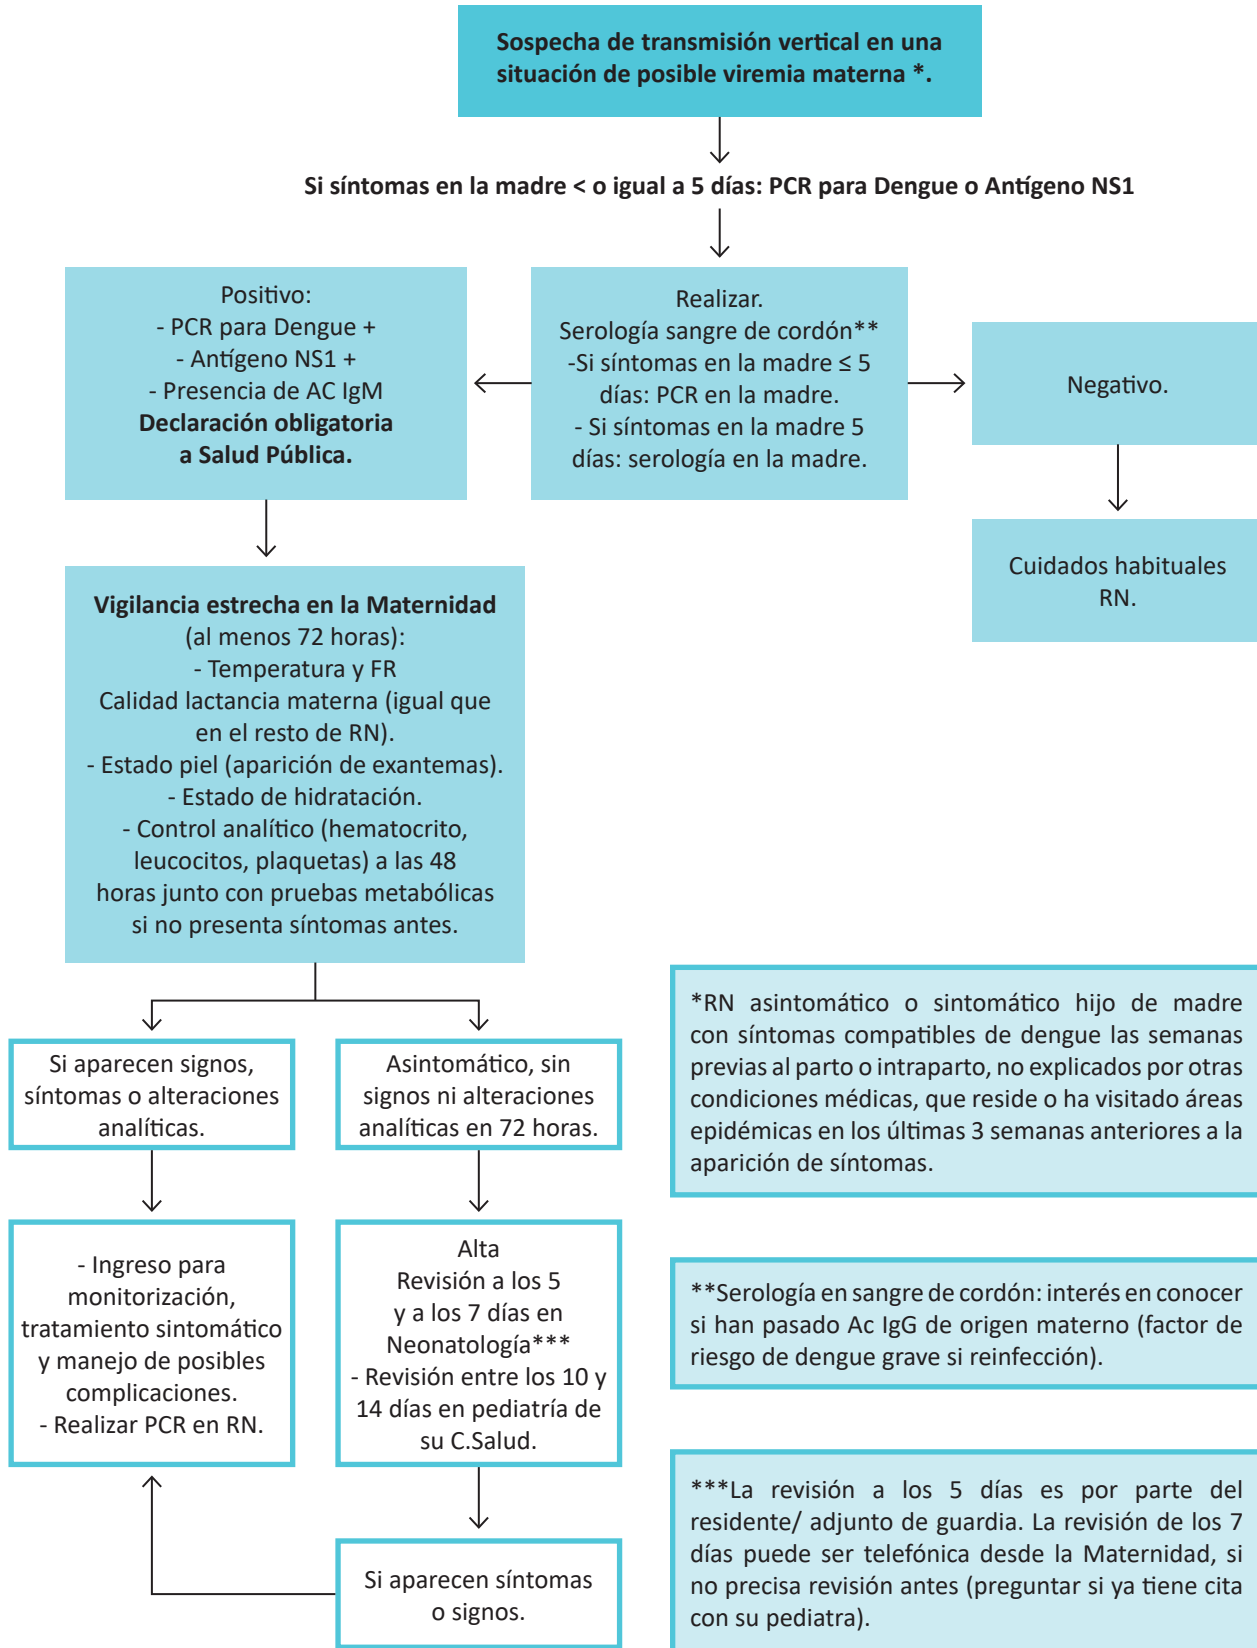 Sospecha de transmisión vertical en una
situación de posible viremia materna *.
Si síntomas en la madre < o igual a 5 días: PCR para Dengue o Antígeno NS1
Positivo:
- PCR para Dengue +
- Antígeno NS1 +
- Presencia de AC IgM
Declaración obligatoria
a Salud Pública.
Realizar.
Serología sangre de cordón**
-Si síntomas en la madre ≤ 5
días: PCR en la madre.
- Si síntomas en la madre 5
días: serología en la madre.
Negativo.
Cuidados habituales
RN.
Vigilancia estrecha en la Maternidad
(al menos 72 horas):
- Temperatura y FR
Calidad lactancia materna (igual que
en el resto de RN).
- Estado piel (aparición de exantemas).
- Estado de hidratación.
- Control analítico (hematocrito,
leucocitos, plaquetas) a las 48
horas junto con pruebas metabólicas
si no presenta síntomas antes.
Si aparecen signos,
síntomas o alteraciones
analíticas.
Asintomático, sin
signos ni alteraciones
analíticas en 72 horas.
- Ingreso para
monitorización,
tratamiento sintomático
y manejo de posibles
complicaciones.
- Realizar PCR en RN.
Alta
Revisión a los 5
y a los 7 días en
Neonatología***
- Revisión entre los 10 y
14 días en pediatría de
su C.Salud.
Si aparecen síntomas
o signos.
*RN asintomático o sintomático hijo de madre
con síntomas compatibles de dengue las semanas
previas al parto o intraparto, no explicados por otras
condiciones médicas, que reside o ha visitado áreas
epidémicas en los últimas 3 semanas anteriores a la
aparición de síntomas.
**Serología en sangre de cordón: interés en conocer
si han pasado Ac IgG de origen materno (factor de
riesgo de dengue grave si reinfección).
***La revisión a los 5 días es por parte del
residente/ adjunto de guardia. La revisión de los 7
días puede ser telefónica desde la Maternidad, si
no precisa revisión antes (preguntar si ya tiene cita
con su pediatra).